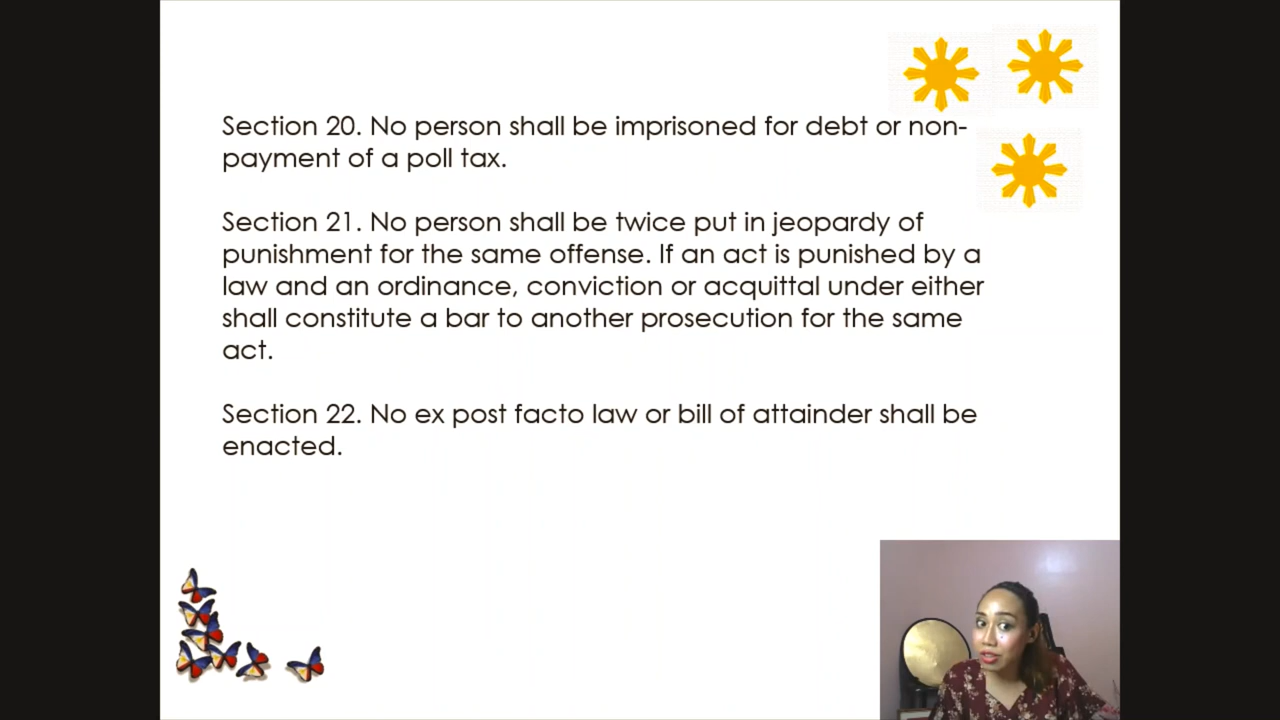 Section 20. No person shall be imprisoned for debt or non-
payment of a poll tax.
Section 21. No person shall be twice put in jeopardy of
punishment for the same offense. If an act is punished by a
law and an ordinance, conviction or acquittal under either
shall constitute a bar to another prosecution for the same
act.
Section 22. No ex post facto law or bill of attainder shall be
enacted.